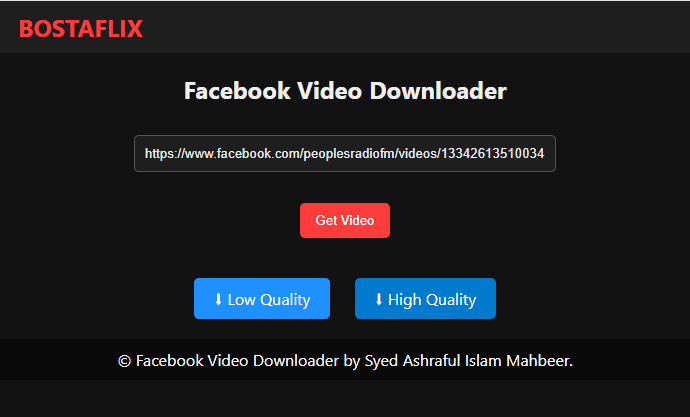 BOSTAFLIX
Facebook Video Downloader
https://www.facebook.com/peoplesradiofm/videos/13342613510034
Get Video
⬇ Low Quality
⬇ High Quality
© Facebook Video Downloader by Syed Ashraful Islam Mahbeer.